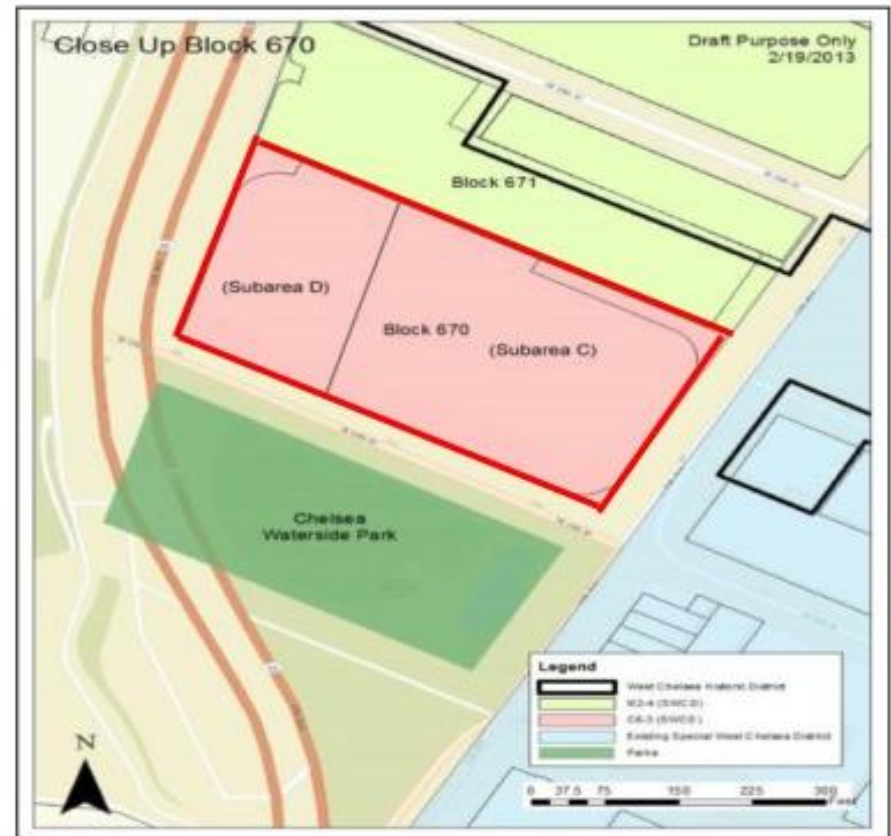 Close Up Block 670
Draft Purpose Only
2/19/2013
Block 671
(Subarea D)
Block 670
(Subarea C)
Chelsea
Waterside Park
Legend
West Chelsea Historic District
(SWCD)
(SWCD)
Existing Special West Chelsea District
Parks
N
0 37.5 75 150 225 300
Feet